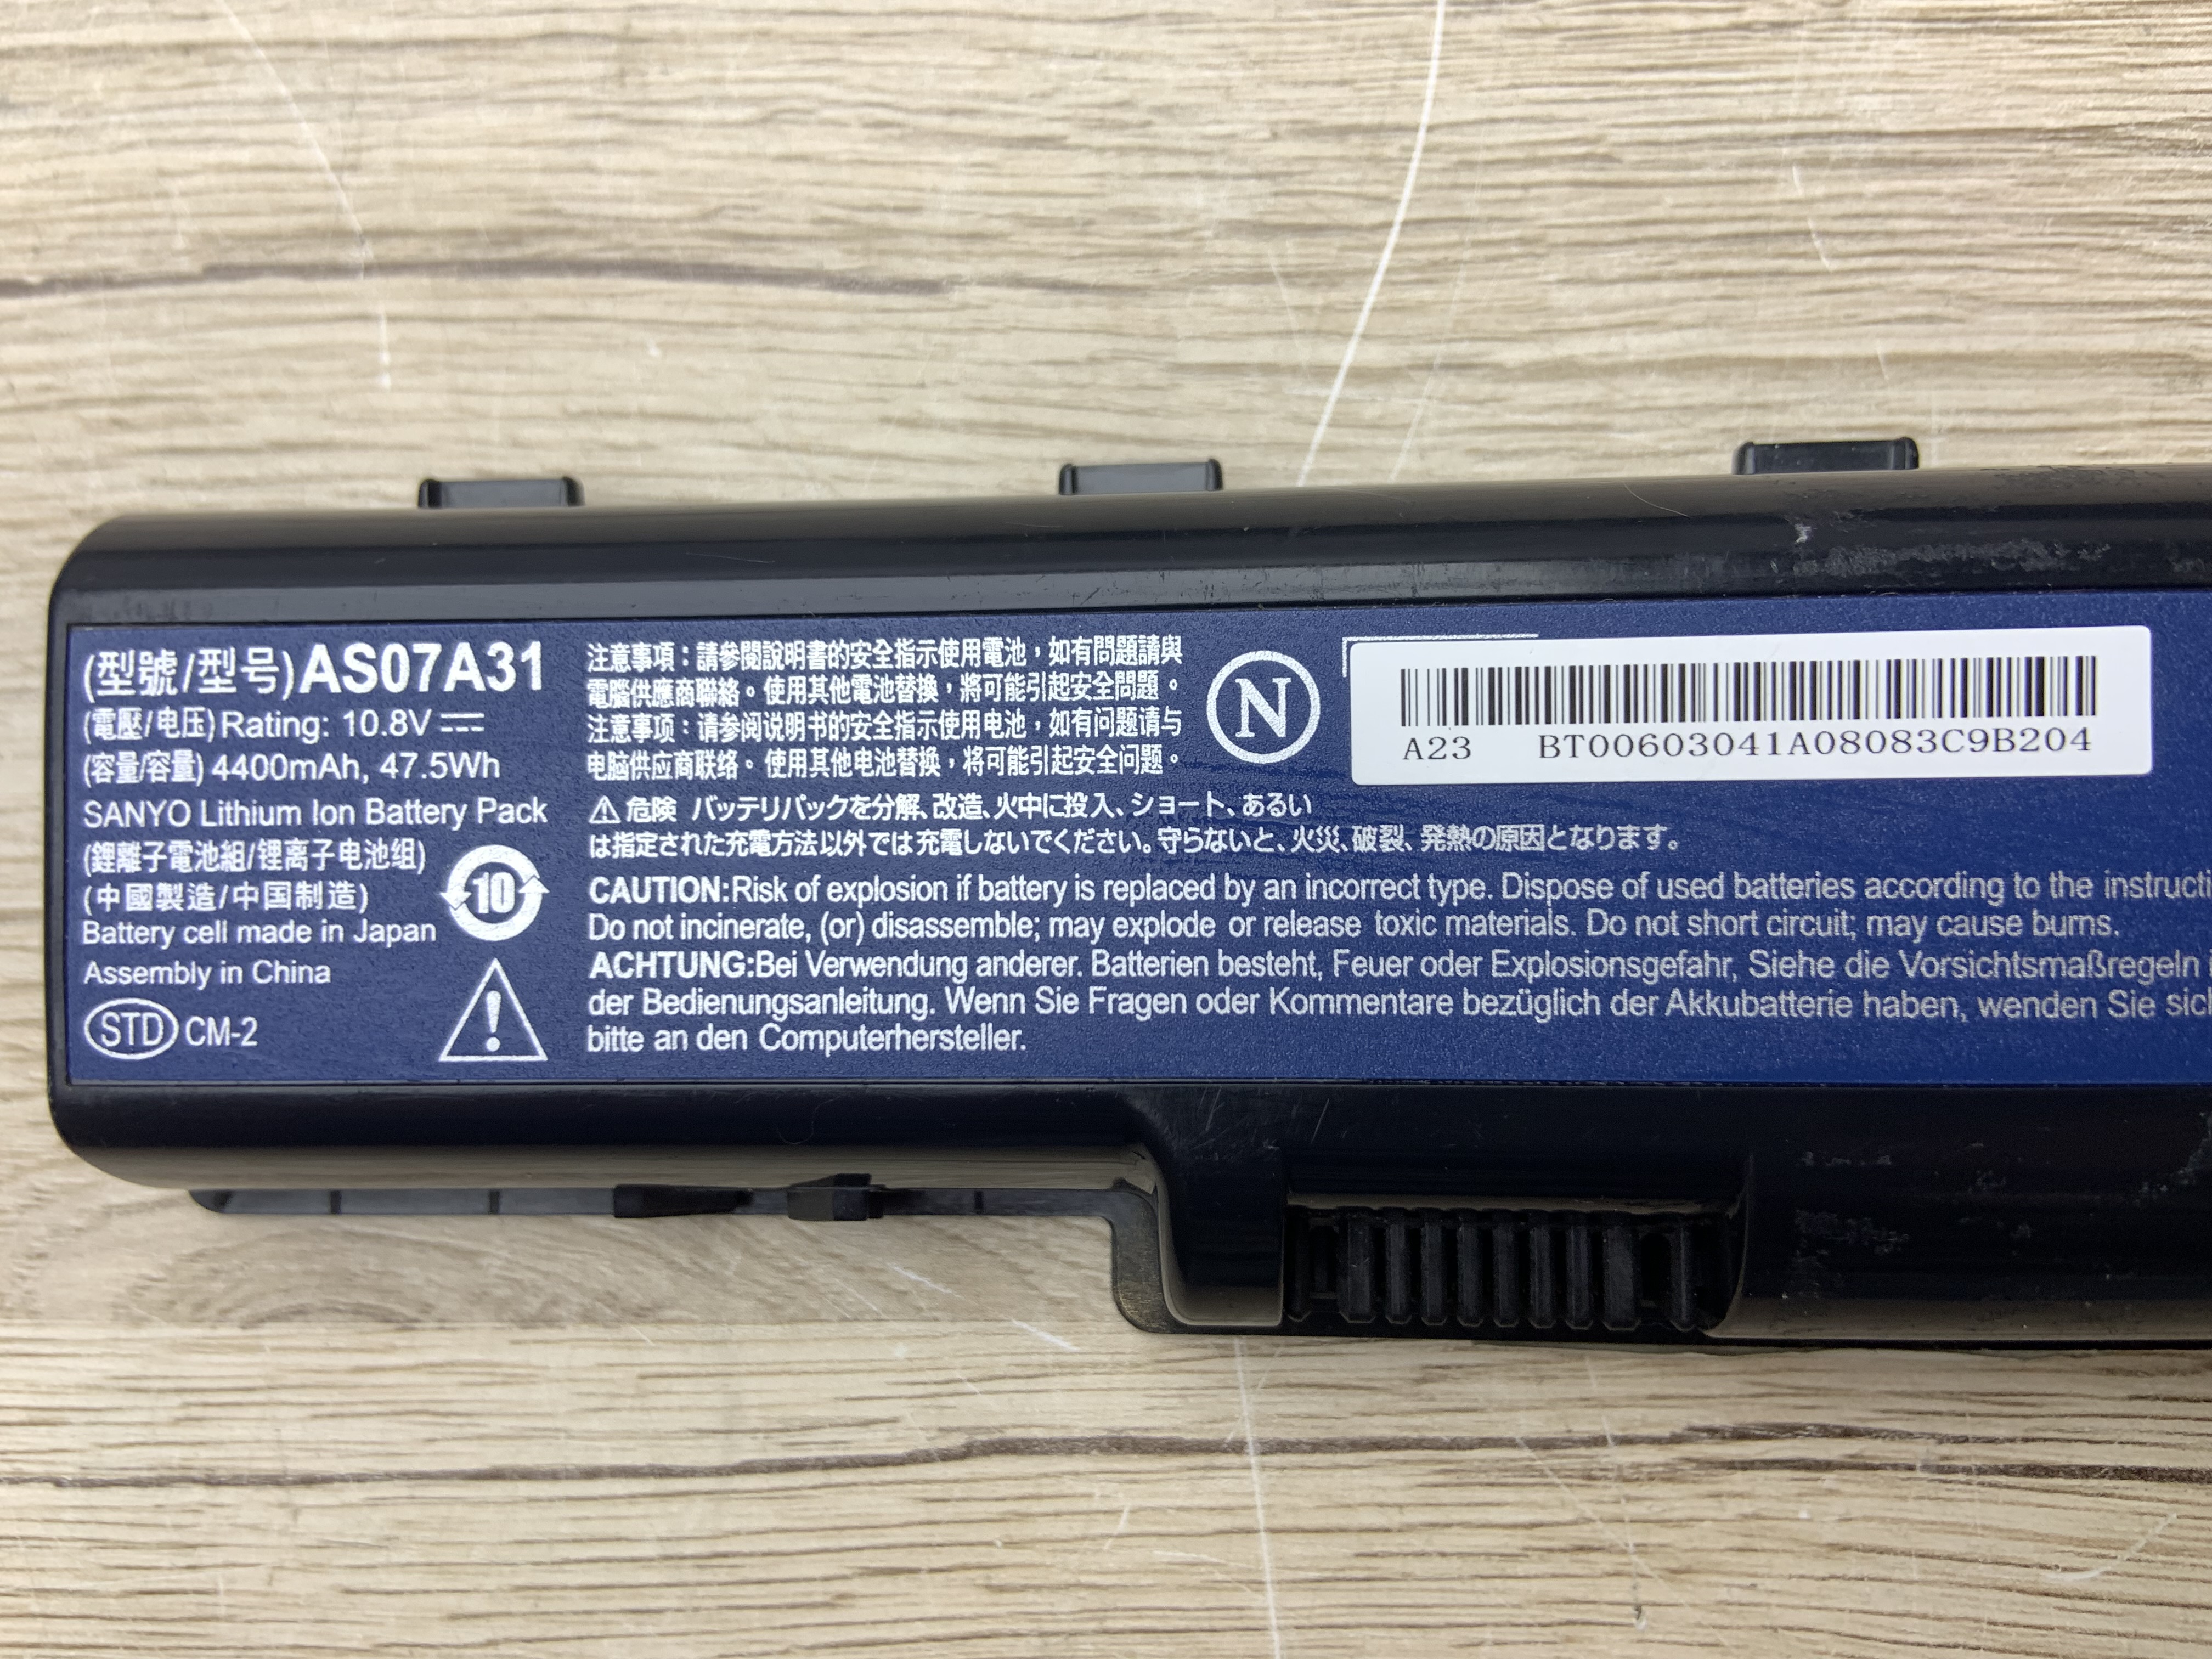 (型號/型号)AS07A31
(電壓/电压)Rating: 10.8V
(容量/容量)4400mAh, 47.5Wh
SANYO Lithium Ion Battery Pack
(鋰離子電池組/锂离子电池组)
(中國製造/中国制造)
Battery cell made in Japan
Assembly in China
STD CM-2
10
注意事項：請參閱說明書的安全指示使用電池，如有問題請與
電腦供應商聯絡。使用其他電池替換，將可能引起安全問題。
注意事项：请参阅说明书的安全指示使用电池，如有问题请与
电脑供应商联络。使用其他电池替换，将可能引起安全问题。
N
A23 BT00603041A08083C9B204
⚠危険 バッテリパックを分解、改造、火中に投入、ショート、あるい
は指定された充電方法以外では充電しないでください。守らないと、火災、破裂、発熱の原因となります。
CAUTION:Risk of explosion if battery is replaced by an incorrect type. Dispose of used batteries according to the instructi
Do not incinerate, (or) disassemble; may explode or release toxic materials. Do not short circuit; may cause burns.
ACHTUNG:Bei Verwendung anderer. Batterien besteht, Feuer oder Explosionsgefahr, Siehe die Vorsichtsmaßregeln i
der Bedienungsanleitung. Wenn Sie Fragen oder Kommentare bezüglich der Akkubatterie haben, wenden Sie sich
bitte an den Computerhersteller.